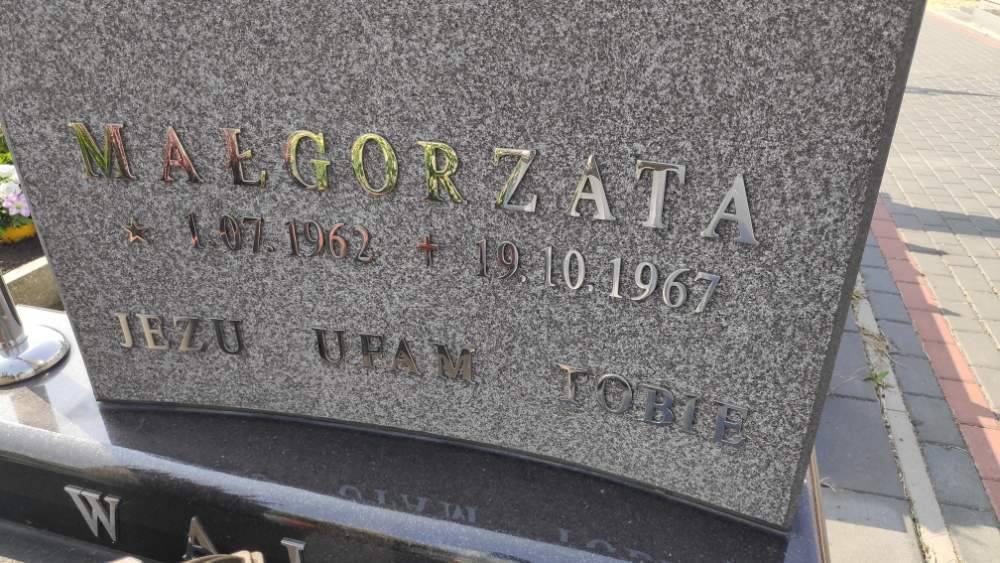 MAŁGORZATA
* 1 07.1962 + 19.10.1967
JEZU UFAM TOBIE